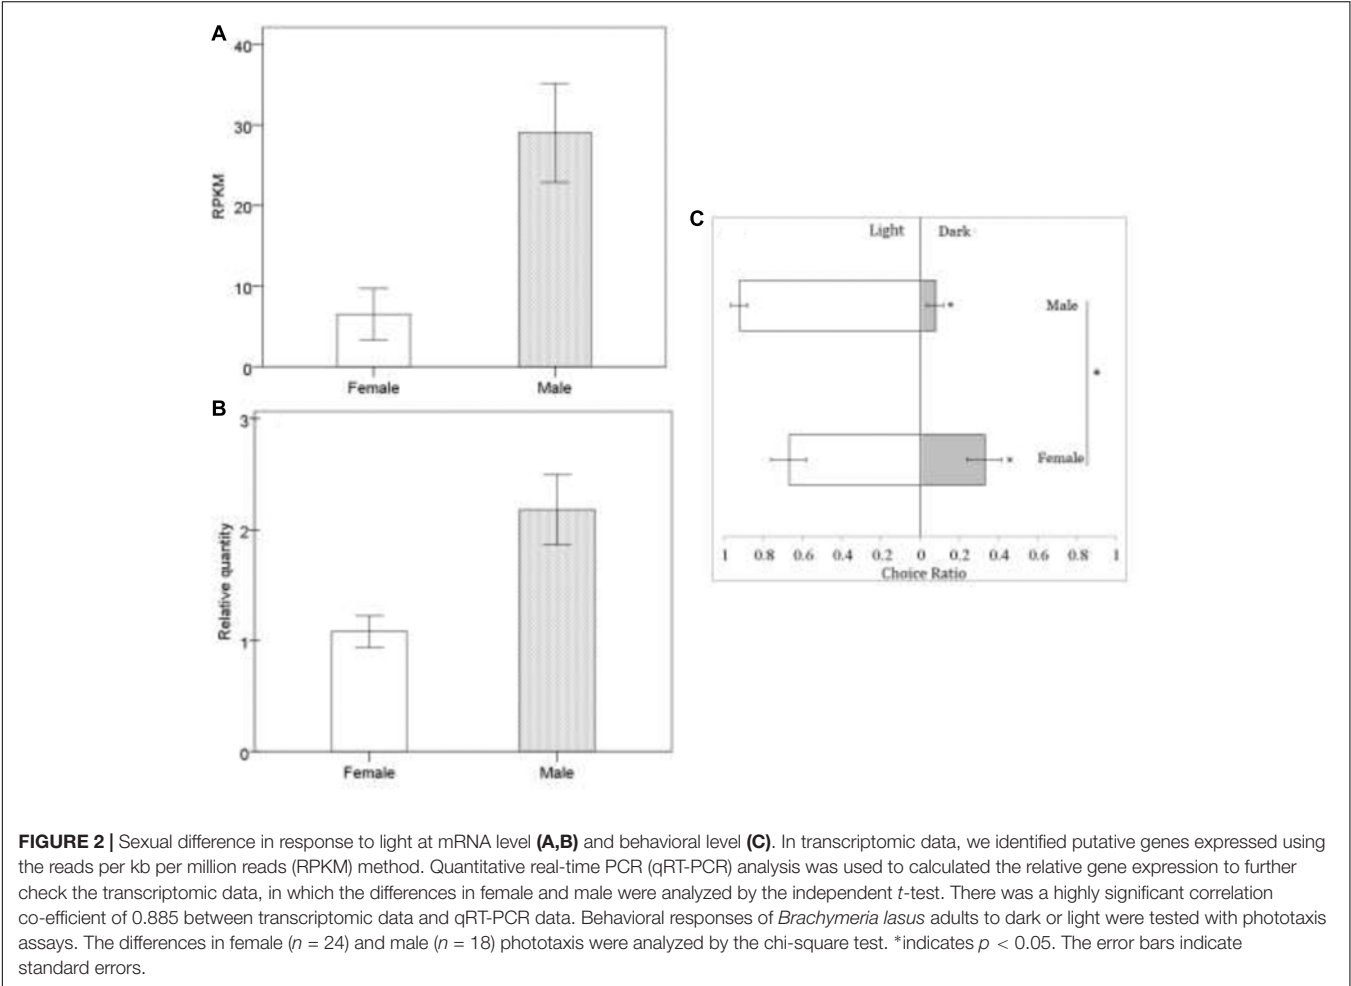 A
40
30
20
10
0
RPKM
Female Male
B
3
2
1
0
Relative quantity
Female Male
C
Light Dark
*
Male
*
*
Female
1 0.8 0.6 0.4 0.2 0 0.2 0.4 0.6 0.8 1
Choice Ratio
FIGURE 2 | Sexual difference in response to light at mRNA level (A,B) and behavioral level (C). In transcriptomic data, we identified putative genes expressed using
the reads per kb per million reads (RPKM) method. Quantitative real-time PCR (qRT-PCR) analysis was used to calculated the relative gene expression to further
check the transcriptomic data, in which the differences in female and male were analyzed by the independent t-test. There was a highly significant correlation
co-efficient of 0.885 between transcriptomic data and qRT-PCR data. Behavioral responses of Brachymeria lasus adults to dark or light were tested with phototaxis
assays. The differences in female (n = 24) and male (n = 18) phototaxis were analyzed by the chi-square test. *indicates p < 0.05. The error bars indicate
standard errors.